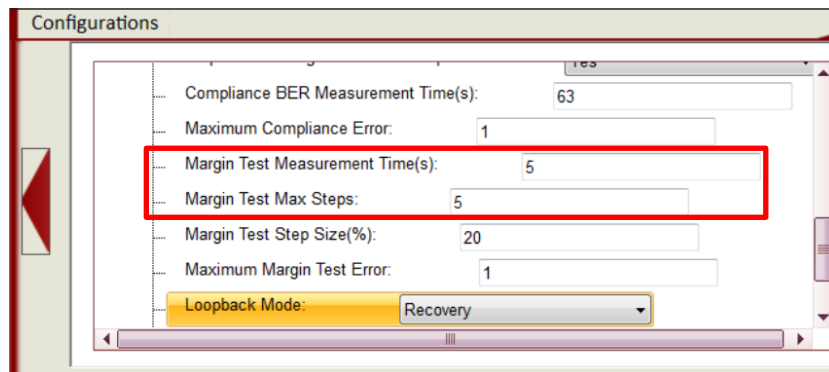 Configurations
Yes
Compliance BER Measurement Time(s): 63
Maximum Compliance Error: 1
Margin Test Measurement Time(s): 5
Margin Test Max Steps: 5
Margin Test Step Size(%): 20
Maximum Margin Test Error: 1
Loopback Mode: Recovery